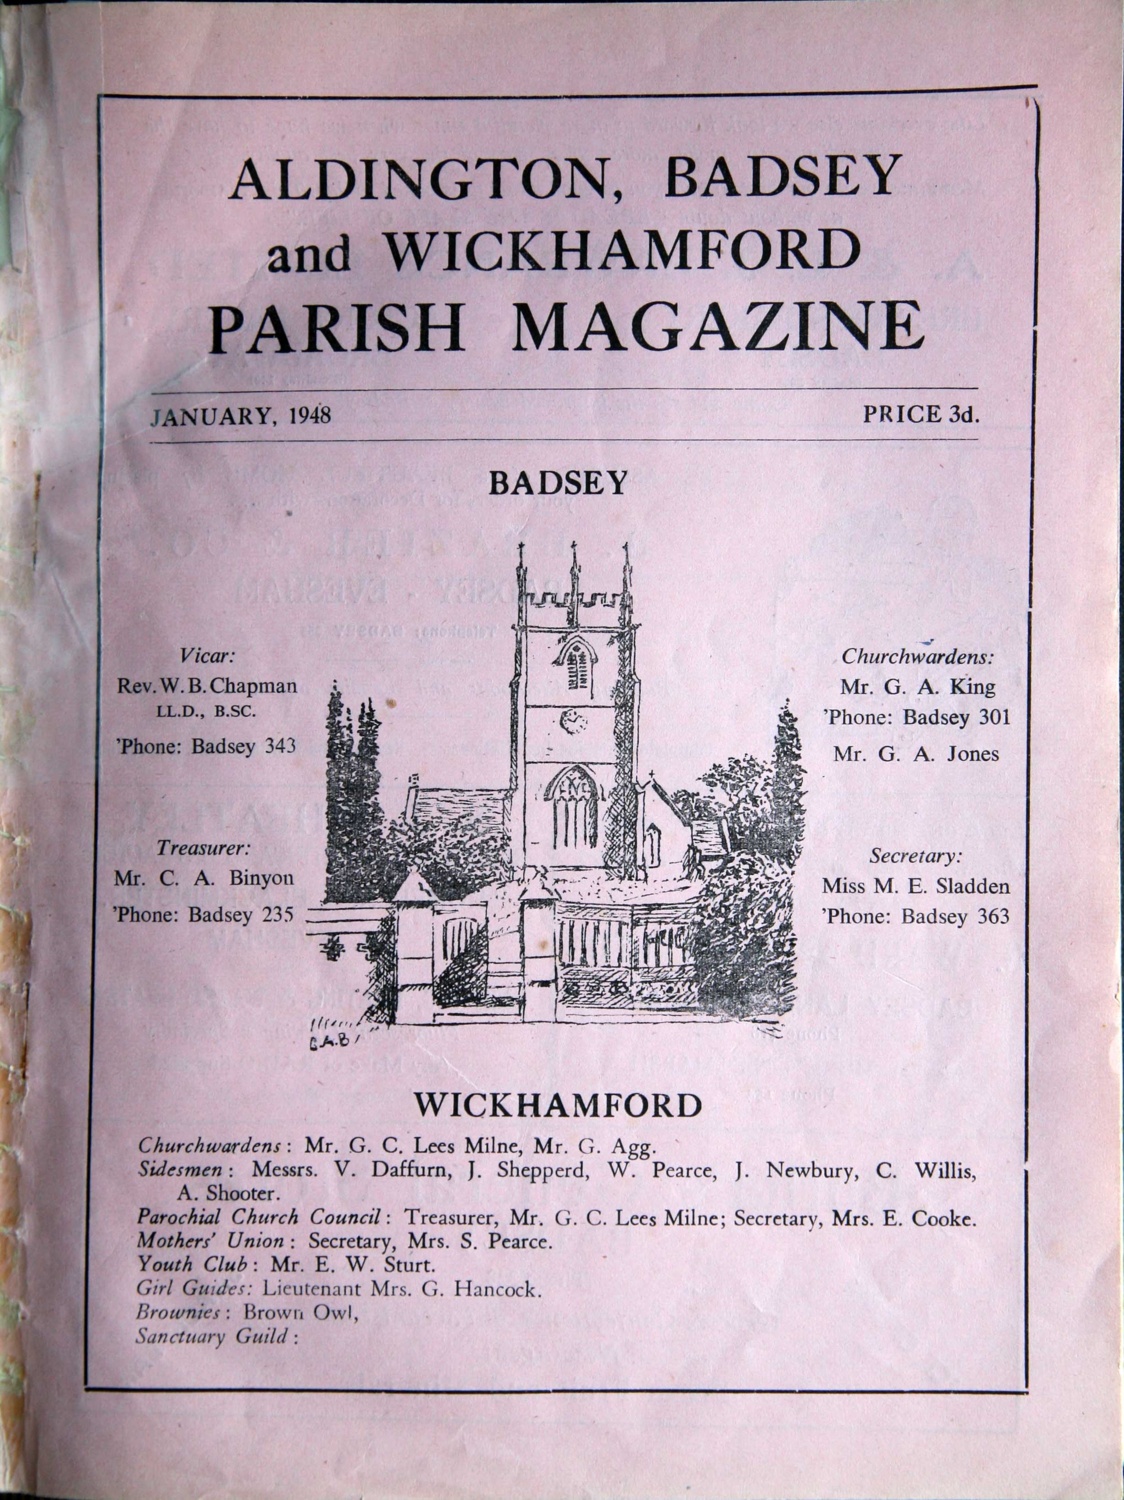 ALDINGTON, BADSEY
and WICKHAMFORD
PARISH MAGAZINE
JANUARY, 1948 PRICE 3d.
BADSEY
Vicar:
Rev. W. B. Chapman
LL.D., B.SC.
'Phone: Badsey 343
Treasurer:
Mr. C. A. Binyon
'Phone: Badsey 235
Churchwardens:
Mr. G. A. King
'Phone: Badsey 301
Mr. G. A. Jones
Secretary:
Miss M. E. Sladden
'Phone: Badsey 363
WICKHAMFORD
Churchwardens: Mr. G. C. Lees Milne, Mr. G. Agg.
Sidesmen: Messrs. V. Daffurn, J. Shepperd, W. Pearce, J. Newbury, C. Willis,
A. Shooter.
Parochial Church Council: Treasurer, Mr. G. C. Lees Milne; Secretary, Mrs. E. Cooke.
Mothers' Union: Secretary, Mrs. S. Pearce.
Youth Club: Mr. E. W. Sturt.
Girl Guides: Lieutenant Mrs. G. Hancock.
Brownies: Brown Owl,
Sanctuary Guild: